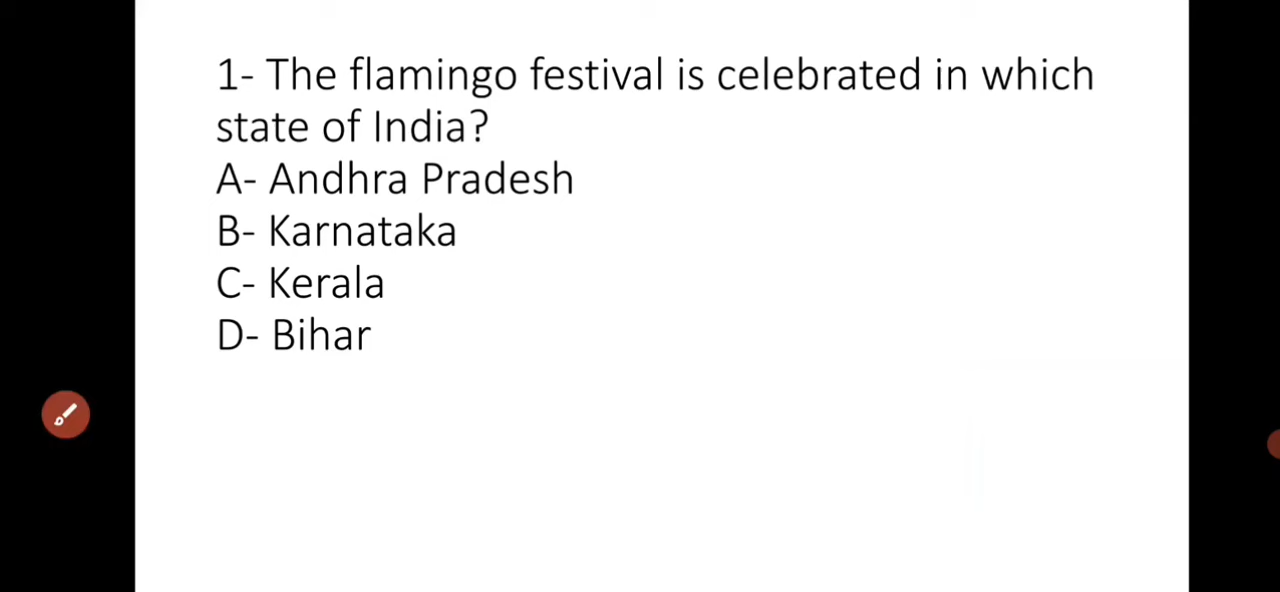 1- The flamingo festival is celebrated in which
state of India?
A- Andhra Pradesh
B- Karnataka
C- Kerala
D- Bihar